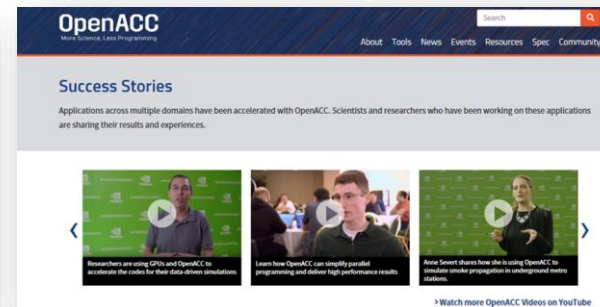 OpenACC
More Science, Less Programming
Search
About Tools News Events Resources Spec Community
Success Stories
Applications across multiple domains have been accelerated with OpenACC. Scientists and researchers who have been working on these applications
are sharing their results and experiences.
Researchers are using GPUs and OpenACC to
accelerate the codes for their data-driven simulations
Learn how OpenACC can simplify parallel
programming and deliver high performance results
Anne Severt shares how she is using OpenACC to
simulate smoke propagation in underground metro
stations.
>Watch more OpenACC Videos on YouTube